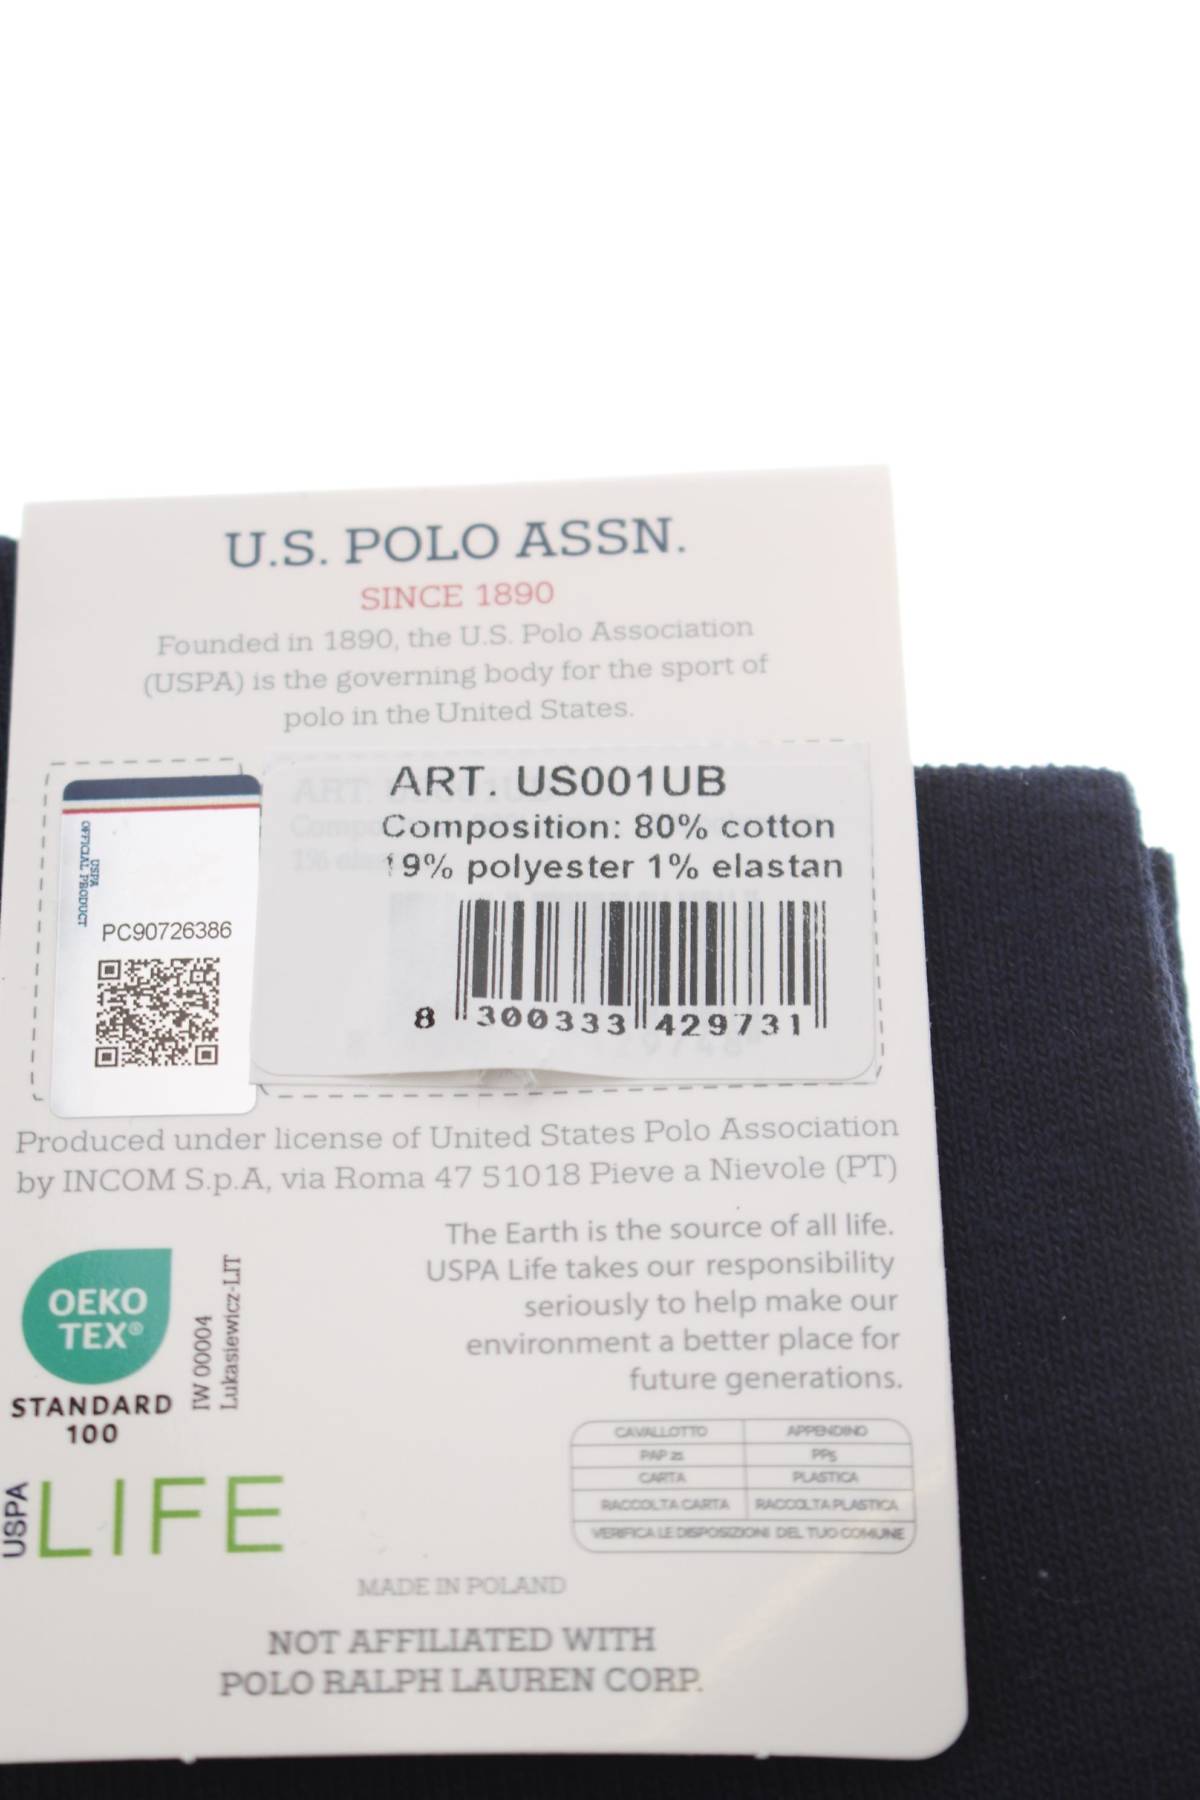 U.S. POLO ASSN.
SINCE 1890
Founded in 1890, the U.S. Polo Association
(USPA) is the governing body for the sport of
polo in the United States.
USPA
OFFICIAL PRODUCT
PC90726386
ART. US001UB
Composition: 80% cotton
19% polyester 1% elastan
8 300333 429731
Produced under license of United States Polo Association
by INCOM S.p.A, via Roma 47 51018 Pieve a Nievole (PT)
The Earth is the source of all life.
USPA Life takes our responsibility
seriously to help make our
environment a better place for
future generations.
OEKO
TEX®
STANDARD
100
IW 00004
Lukasiewicz-LIT
USPA
LIFE
CAVALLOTTO APPENDINO
PAP 21 PP5
CARTA PLASTICA
RACCOLTA CARTA RACCOLTA PLASTICA
VERIFICA LE DISPOSIZIONI DEL TUO COMUNE
MADE IN POLAND
NOT AFFILIATED WITH
POLO RALPH LAUREN CORP.